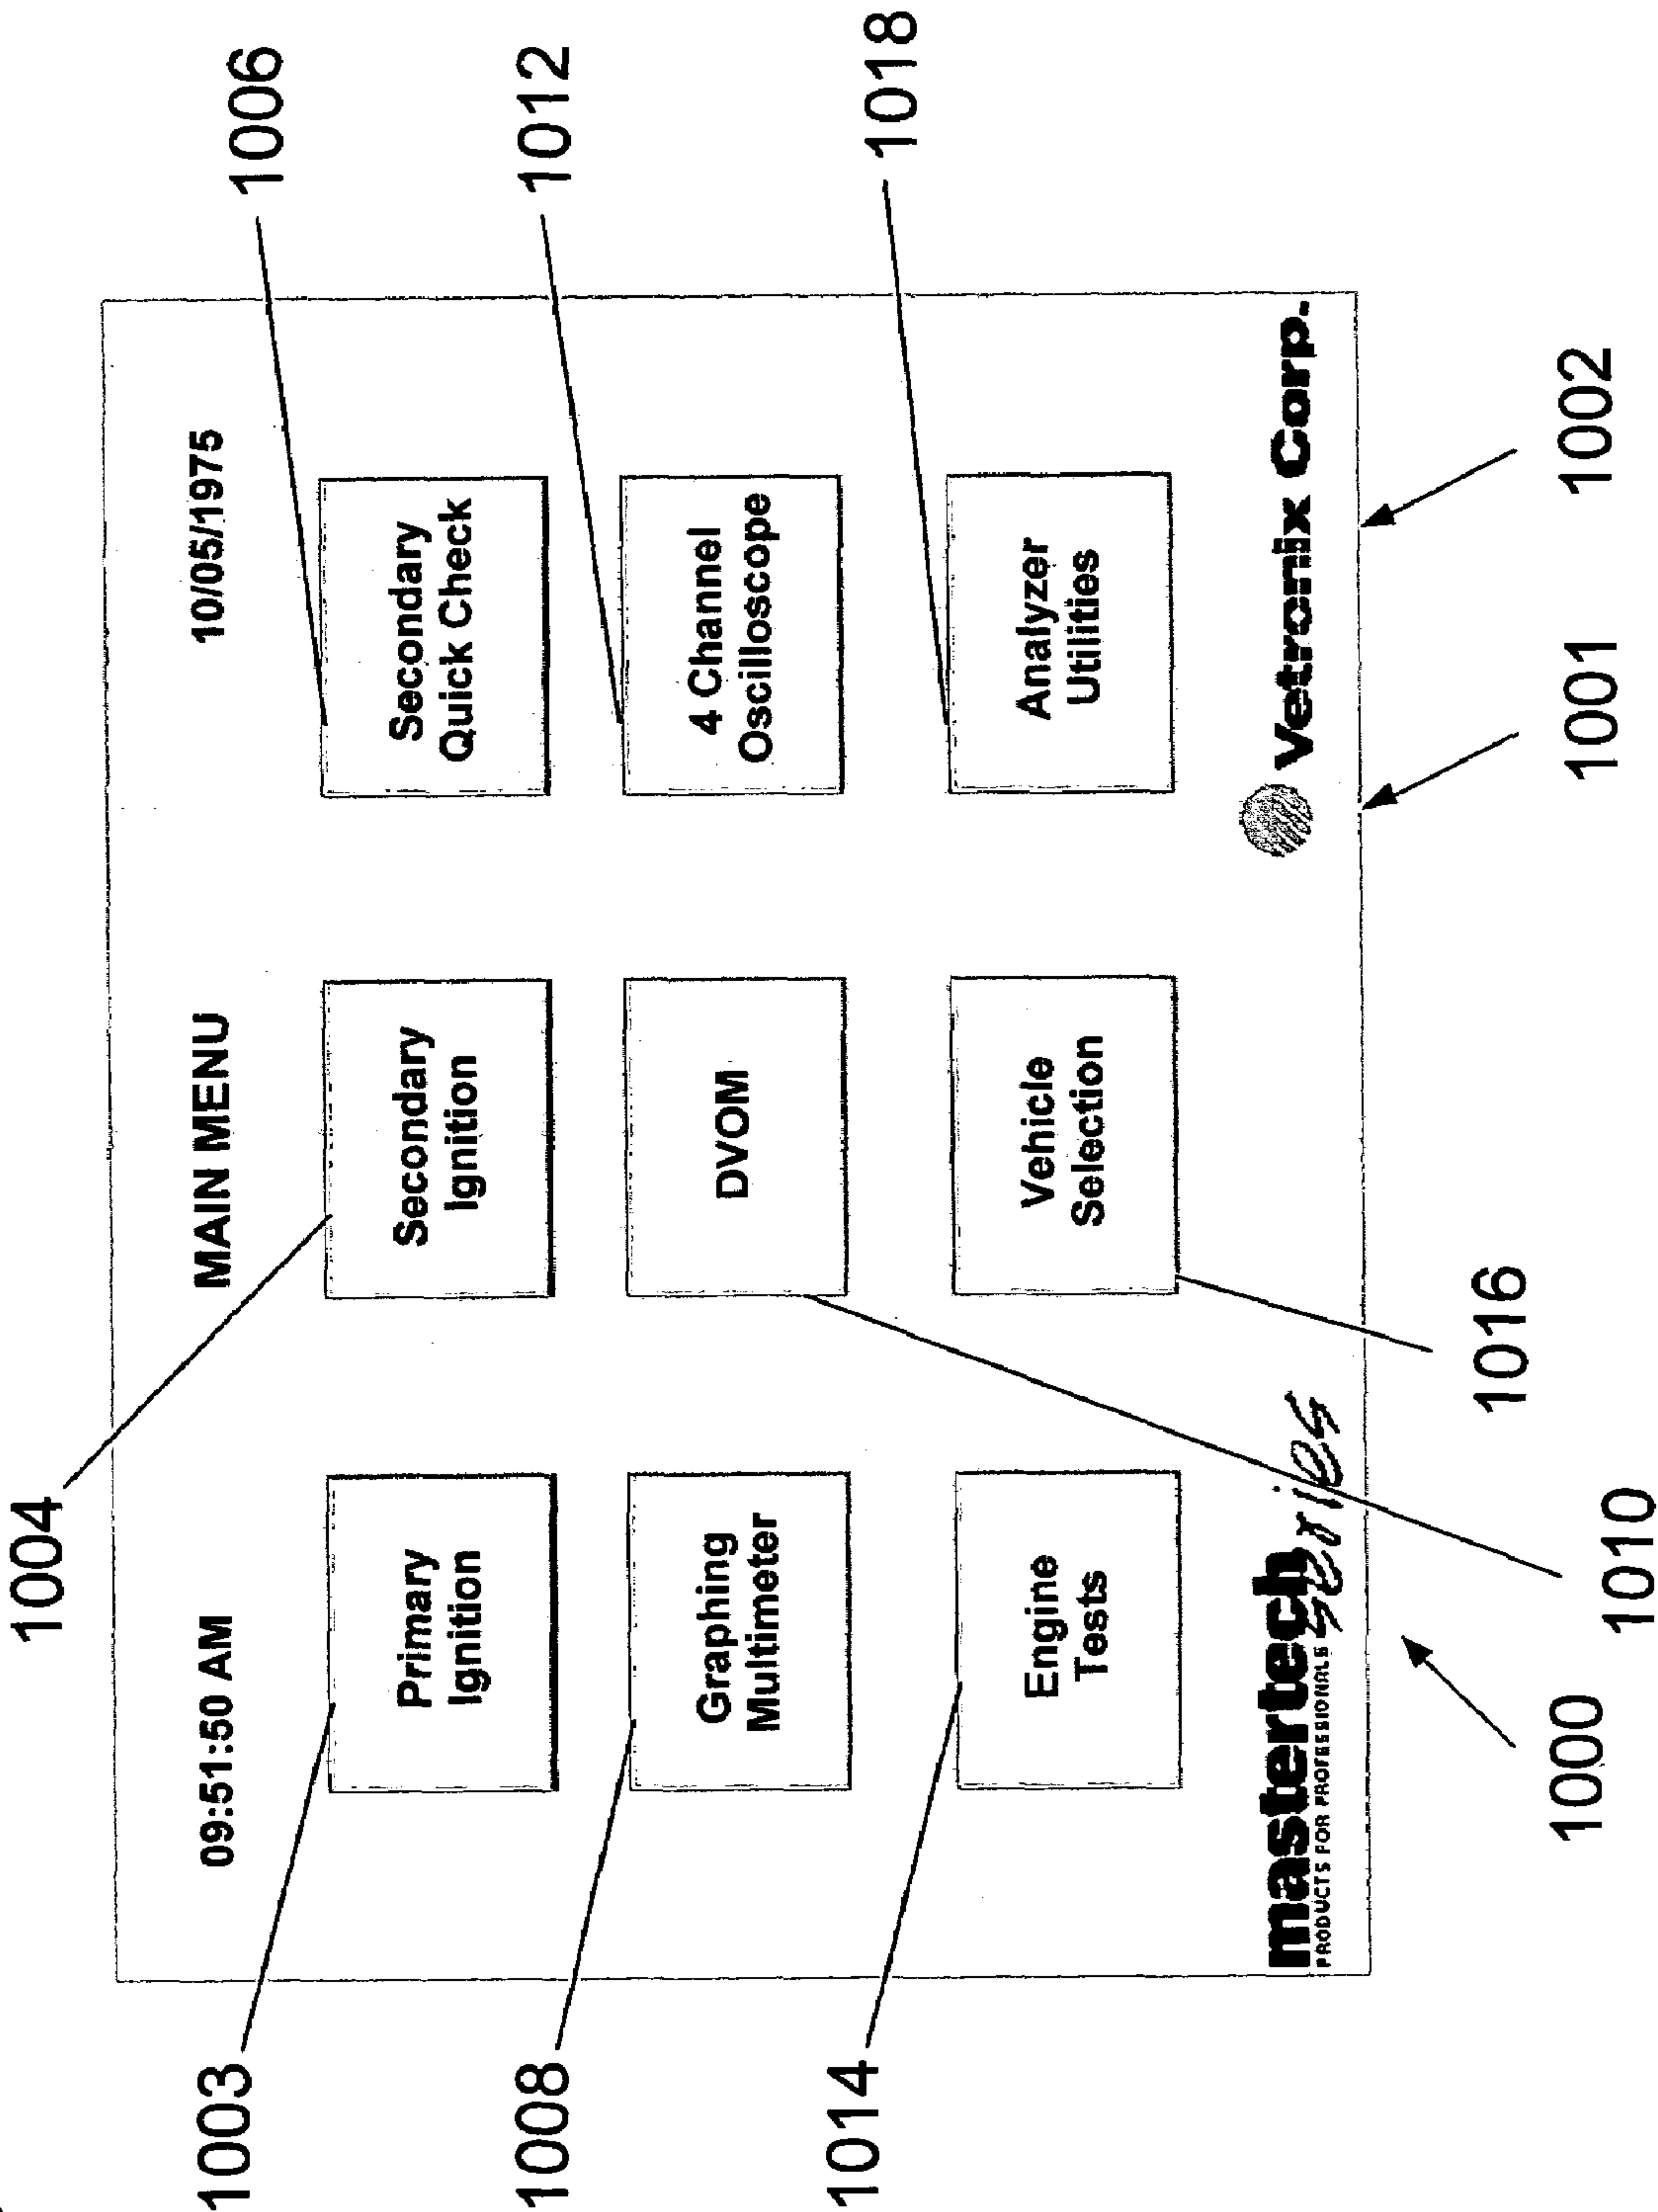 1004
1006
1003
1012
1008
1018
1014
09:51:50 AM
MAIN MENU
10/05/1975
Primary
Ignition
Secondary
Ignition
Secondary
Quick Check
Graphing
Multimeter
DVOM
4 Channel
Oscilloscope
Engine
Tests
Vehicle
Selection
Analyzer
Utilities
mastertech series
PRODUCTS FOR PROFESSIONALS
Vetronix Corp.
1016
1000
1010
1001
1002